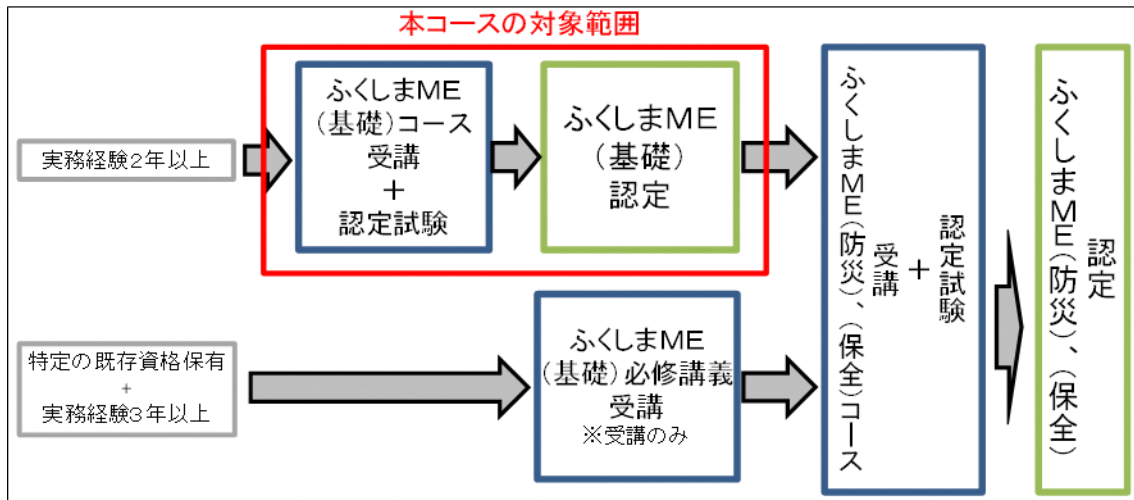 本コースの対象範囲
実務経験2年以上
ふくしまME
(基礎)コース
受講
+
認定試験
ふくしまME
(基礎)
認定
特定の既存資格保有
+
実務経験3年以上
ふくしまME
(基礎)必修講義
受講
※受講のみ
ふくしまME(防災)、(保全)コース
受講
+
認定試験
ふくしまME(防災)、(保全)
認定